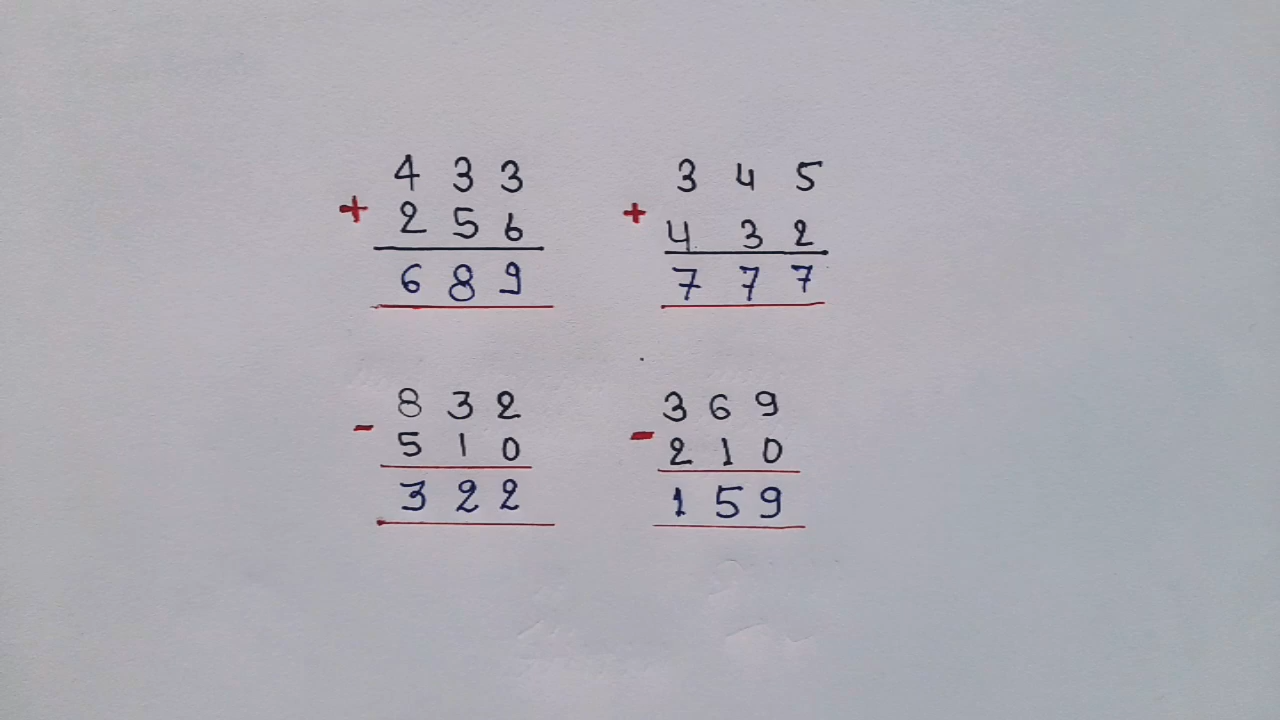 4 3 3
+
2 5 6
6 8 9
3 4 5
+
4 3 2
7 7 7
8 3 2
-
5 1 0
3 2 2
3 6 9
-
2 1 0
1 5 9